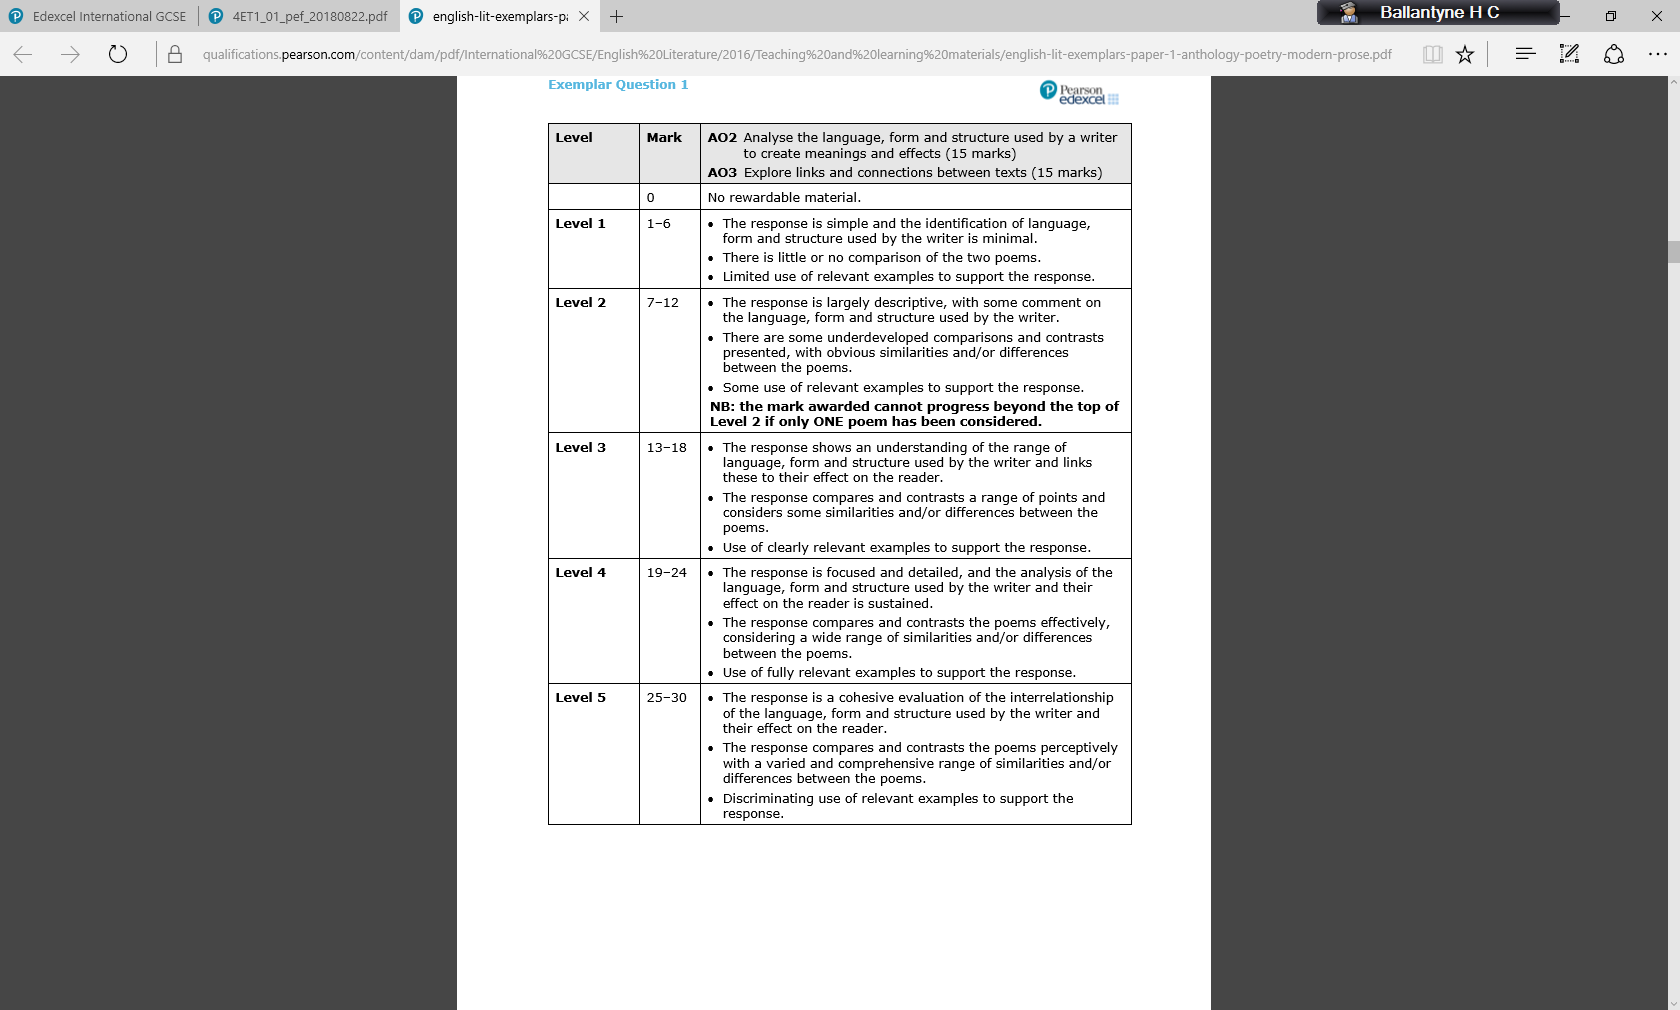 Edexcel International GCSE
4ET1_01_pef_20180822.pdf
english-lit-exemplars-pa
Ballantyne H C
qualifications.pearson.com/content/dam/pdf/International%20GCSE/English%20Literature/2016/Teaching%20and%20learning%20materials/english-lit-exemplars-paper-1-anthology-poetry-modern-prose.pdf
Exemplar Question 1
Pearson
edexcel
Level Mark AO2 Analyse the language, form and structure used by a writer
to create meanings and effects (15 marks)
AO3 Explore links and connections between texts (15 marks)
0 No rewardable material.
Level 1 1–6 • The response is simple and the identification of language,
form and structure used by the writer is minimal.
• There is little or no comparison of the two poems.
• Limited use of relevant examples to support the response.
Level 2 7–12 • The response is largely descriptive, with some comment on
the language, form and structure used by the writer.
• There are some underdeveloped comparisons and contrasts
presented, with obvious similarities and/or differences
between the poems.
• Some use of relevant examples to support the response.
NB: the mark awarded cannot progress beyond the top of
Level 2 if only ONE poem has been considered.
Level 3 13–18 • The response shows an understanding of the range of
language, form and structure used by the writer and links
these to their effect on the reader.
• The response compares and contrasts a range of points and
considers some similarities and/or differences between the
poems.
• Use of clearly relevant examples to support the response.
Level 4 19–24 • The response is focused and detailed, and the analysis of the
language, form and structure used by the writer and their
effect on the reader is sustained.
• The response compares and contrasts the poems effectively,
considering a wide range of similarities and/or differences
between the poems.
• Use of fully relevant examples to support the response.
Level 5 25–30 • The response is a cohesive evaluation of the interrelationship
of the language, form and structure used by the writer and
their effect on the reader.
• The response compares and contrasts the poems perceptively
with a varied and comprehensive range of similarities and/or
differences between the poems.
• Discriminating use of relevant examples to support the
response.